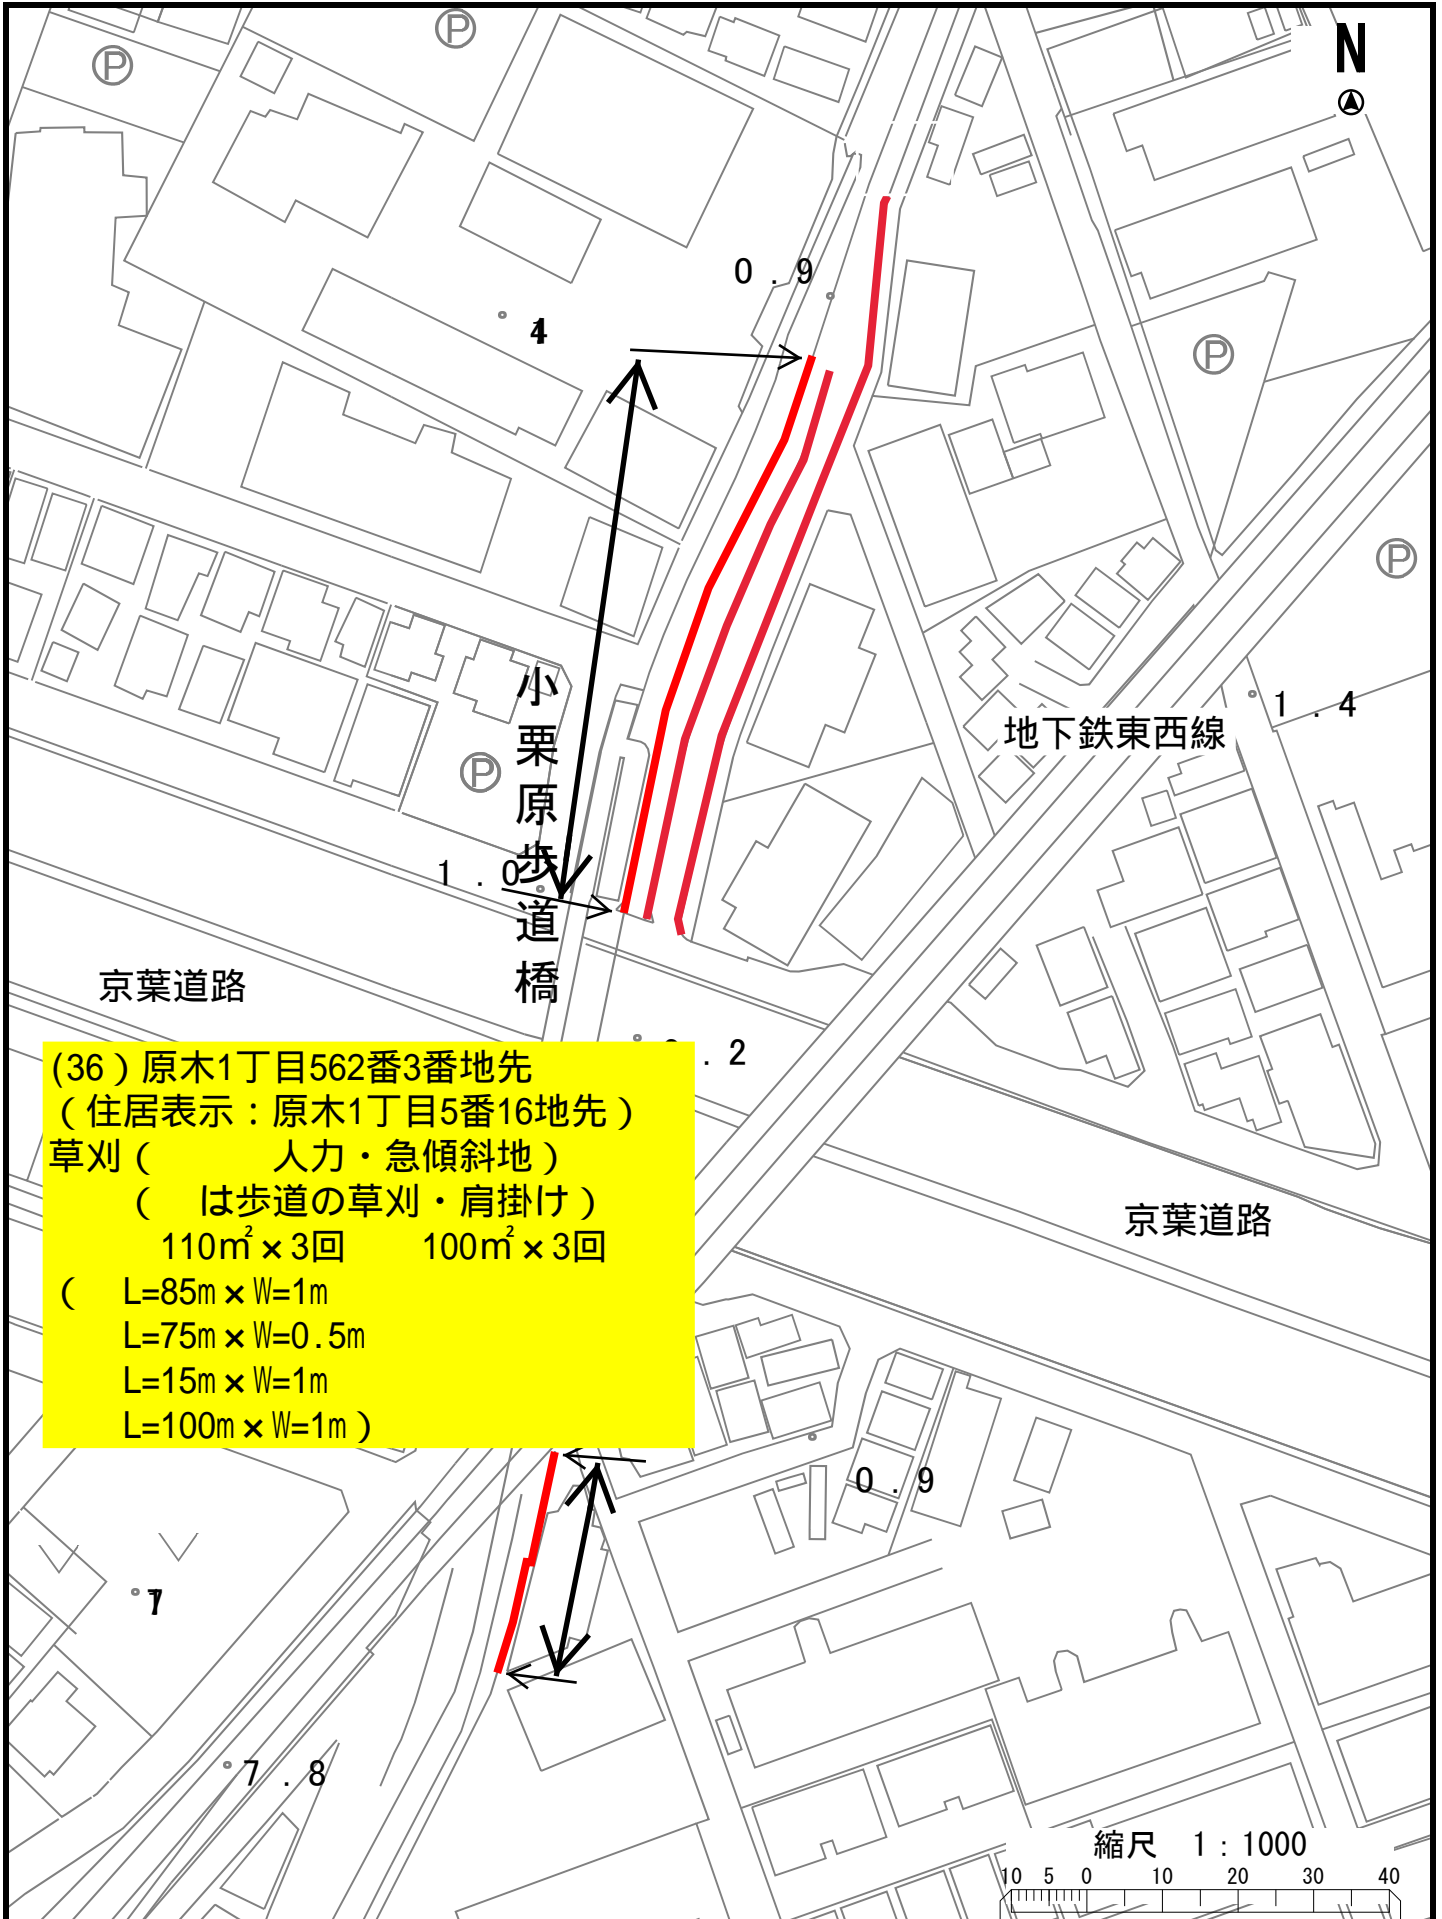 N
P
P
0.9
P
P
小栗原歩道橋
地下鉄東西線
1.4
P
1.0
京葉道路
.2
(36)原木1丁目562番3番地先
(住居表示:原木1丁目5番16地先)
草刈(　　　人力・急傾斜地)
(　は歩道の草刈・肩掛け)
110㎡×3回　　100㎡×3回
(　L=85m×W=1m
L=75m×W=0.5m
L=15m×W=1m
L=100m×W=1m)
京葉道路
0.9
7.8
縮尺　1:1000
10 5 0 10 20 30 40